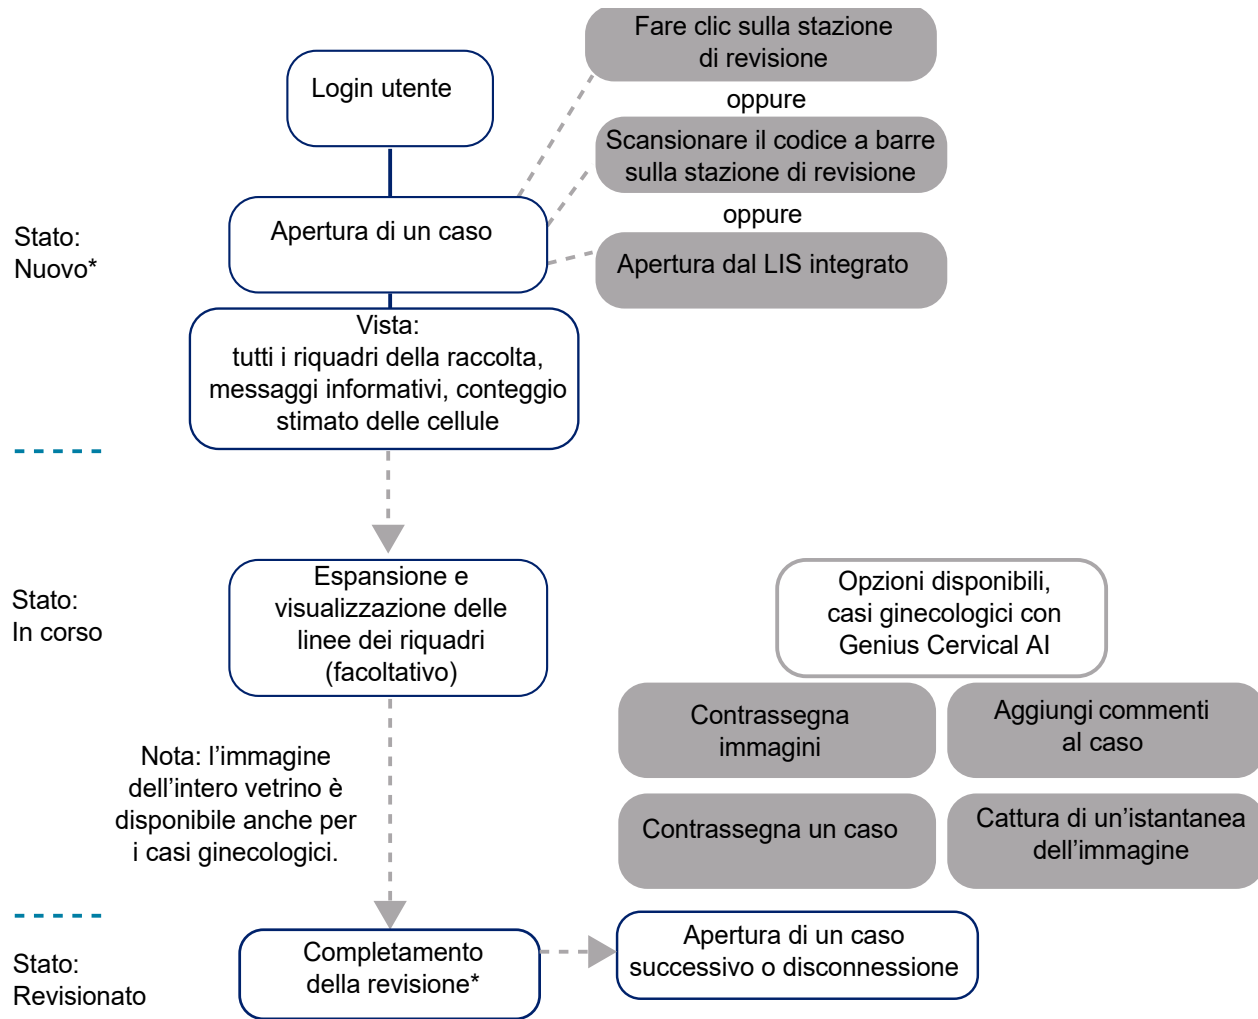 Fare clic sulla stazione
di revisione
Login utente
oppure
Scansionare il codice a barre
sulla stazione di revisione
oppure
Apertura di un caso
Stato:
Nuovo*
Apertura dal LIS integrato
Vista:
tutti i riquadri della raccolta,
messaggi informativi, conteggio
stimato delle cellule
Stato:
In corso
Espansione e
visualizzazione delle
linee dei riquadri
(facoltativo)
Opzioni disponibili,
casi ginecologici con
Genius Cervical AI
Contrassegna
immagini
Aggiungi commenti
al caso
Nota: l’immagine
dell’intero vetrino è
disponibile anche per
i casi ginecologici.
Contrassegna un caso
Cattura di un’istantanea
dell’immagine
Stato:
Revisionato
Completamento
della revisione*
Apertura di un caso
successivo o disconnessione